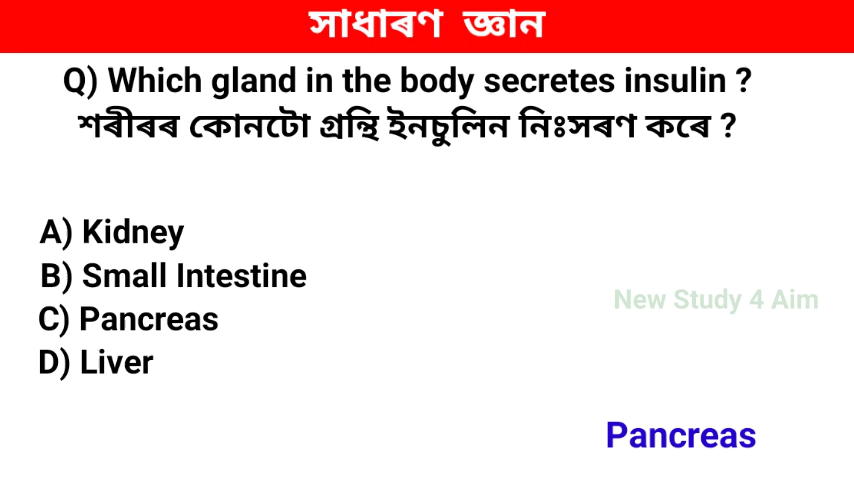 সাধাৰণ জ্ঞান
Q) Which gland in the body secretes insulin ?
শৰীৰৰ কোনটো গ্ৰন্থি ইনচুলিন নিঃসৰণ কৰে ?
A) Kidney
B) Small Intestine
New Study 4 Aim
C) Pancreas
D) Liver
Pancreas